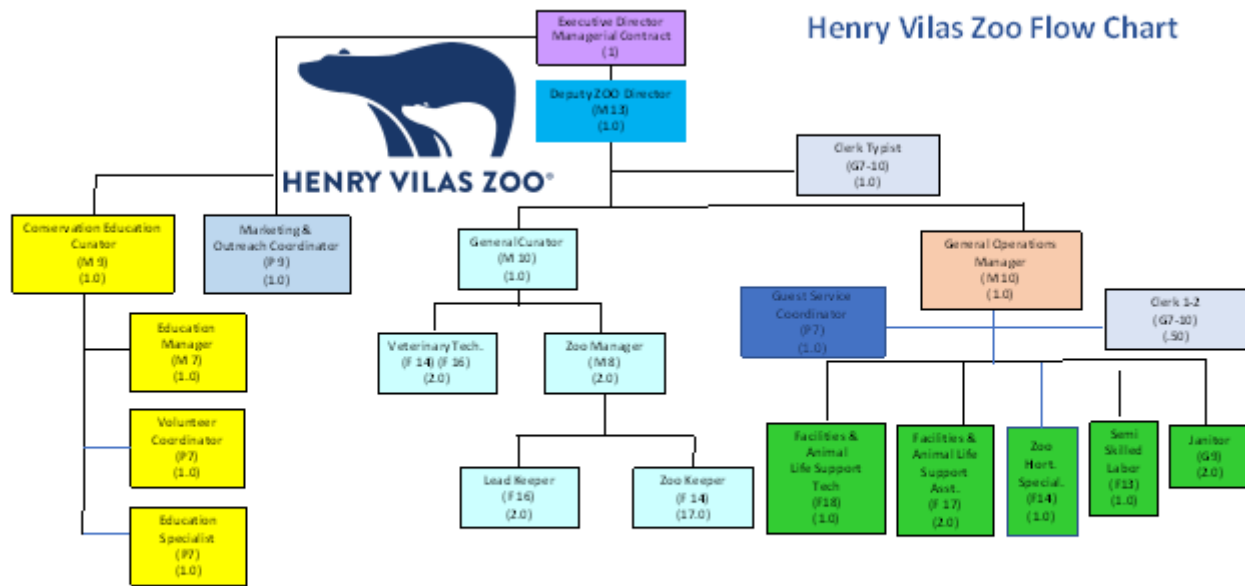 Henry Vilas Zoo Flow Chart
Executive Director
Managerial Contract
(1)
Deputy ZOO Director
(M 13)
(1.0)
HENRY VILAS ZOO®
Clerk Typist
(G7-10)
(1.0)
Conservation Education
Curator
(M 9)
(1.0)
Marketing &
Outreach Coordinator
(P 9)
(1.0)
General Curator
(M 10)
(1.0)
General Operations
Manager
(M 10)
(1.0)
Guest Service
Coordinator
(P7)
(1.0)
Clerk 1-2
(G7-10)
(.50)
Education
Manager
(M 7)
(1.0)
Veterinary Tech.
(F 14) (F 16)
(2.0)
Zoo Manager
(M 8)
(2.0)
Volunteer
Coordinator
(P7)
(1.0)
Lead Keeper
(F 16)
(2.0)
Zoo Keeper
(F 14)
(17.0)
Facilities &
Animal
Life Support
Tech
(F18)
(1.0)
Facilities &
Animal Life
Support
Asst.
(F 17)
(2.0)
Zoo
Hort.
Special.
(F14)
(1.0)
Semi
Skilled
Labor
(F13)
(1.0)
Janitor
(G9)
(2.0)
Education
Specialist
(P7)
(1.0)